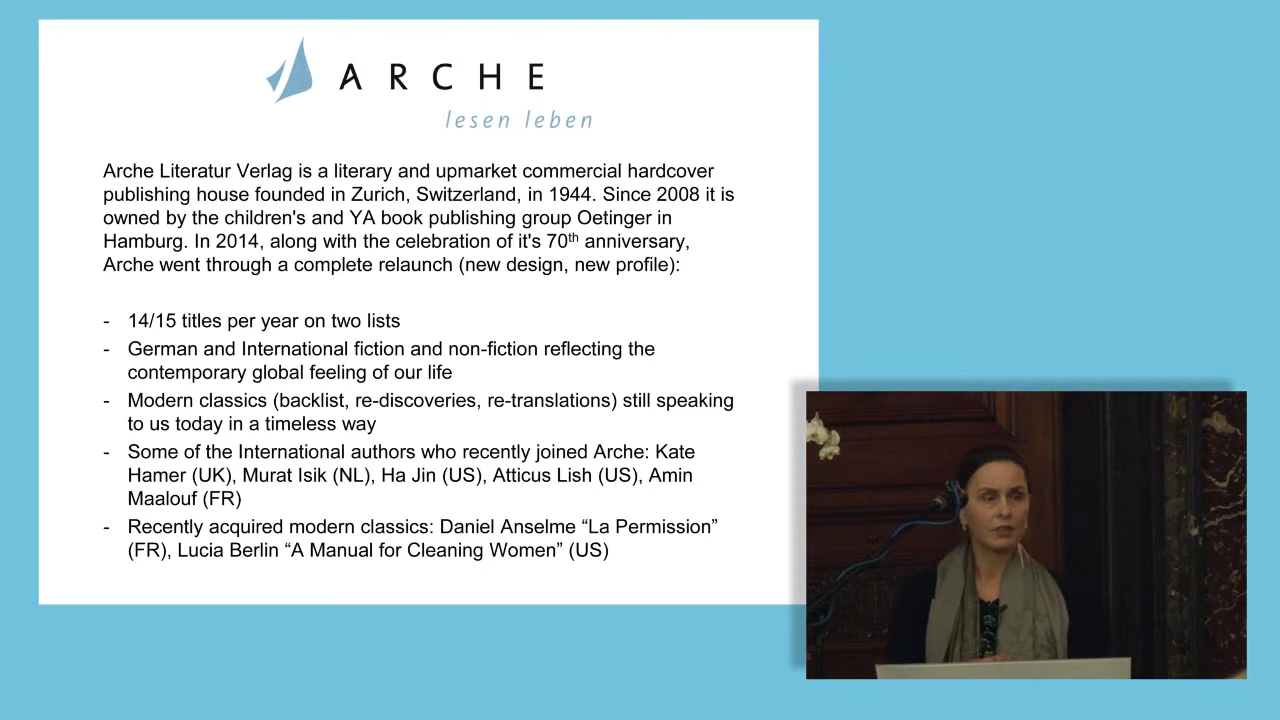 ARCHE
lesen leben
Arche Literatur Verlag is a literary and upmarket commercial hardcover
publishing house founded in Zurich, Switzerland, in 1944. Since 2008 it is
owned by the children's and YA book publishing group Oetinger in
Hamburg. In 2014, along with the celebration of it's 70th anniversary,
Arche went through a complete relaunch (new design, new profile):
- 14/15 titles per year on two lists
- German and International fiction and non-fiction reflecting the
contemporary global feeling of our life
- Modern classics (backlist, re-discoveries, re-translations) still speaking
to us today in a timeless way
- Some of the International authors who recently joined Arche: Kate
Hamer (UK), Murat Isik (NL), Ha Jin (US), Atticus Lish (US), Amin
Maalouf (FR)
- Recently acquired modern classics: Daniel Anselme “La Permission”
(FR), Lucia Berlin “A Manual for Cleaning Women” (US)